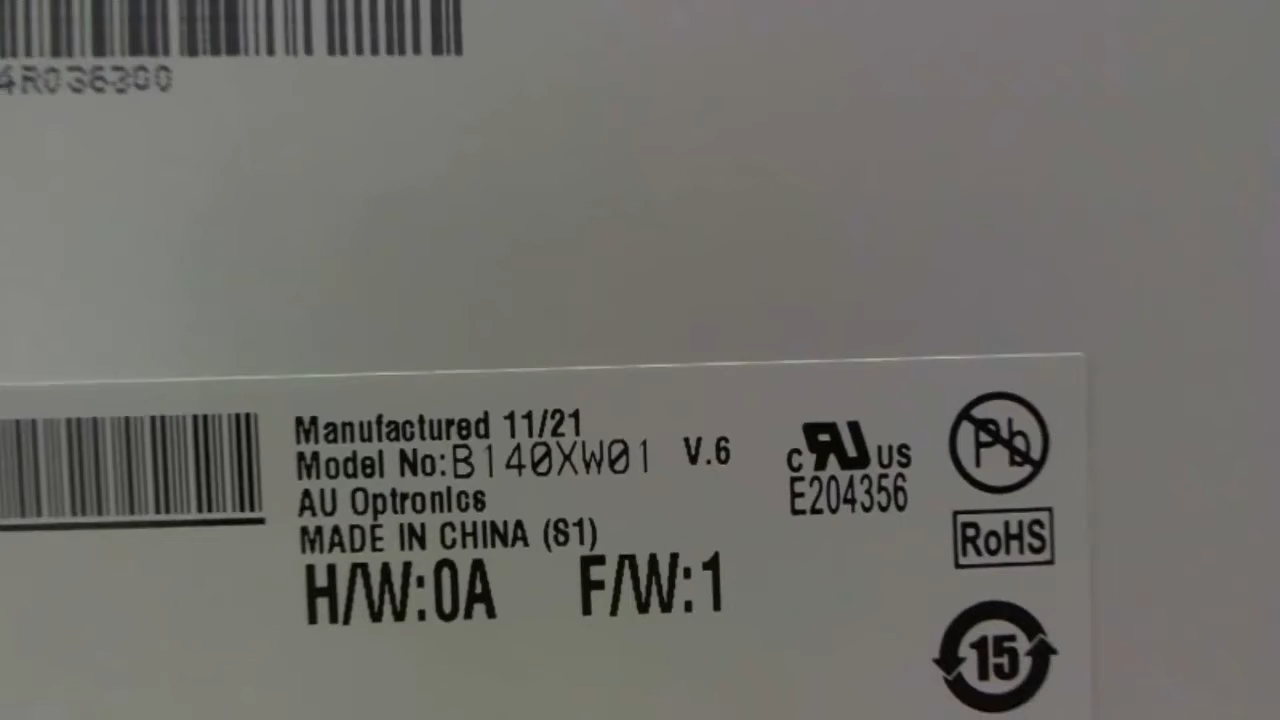 4R036300
Manufactured 11/21
Model No:B140XW01 V.6
AU Optronics
MADE IN CHINA (S1)
H/W:0A F/W:1
c RU US
E204356
Pb
RoHS
15